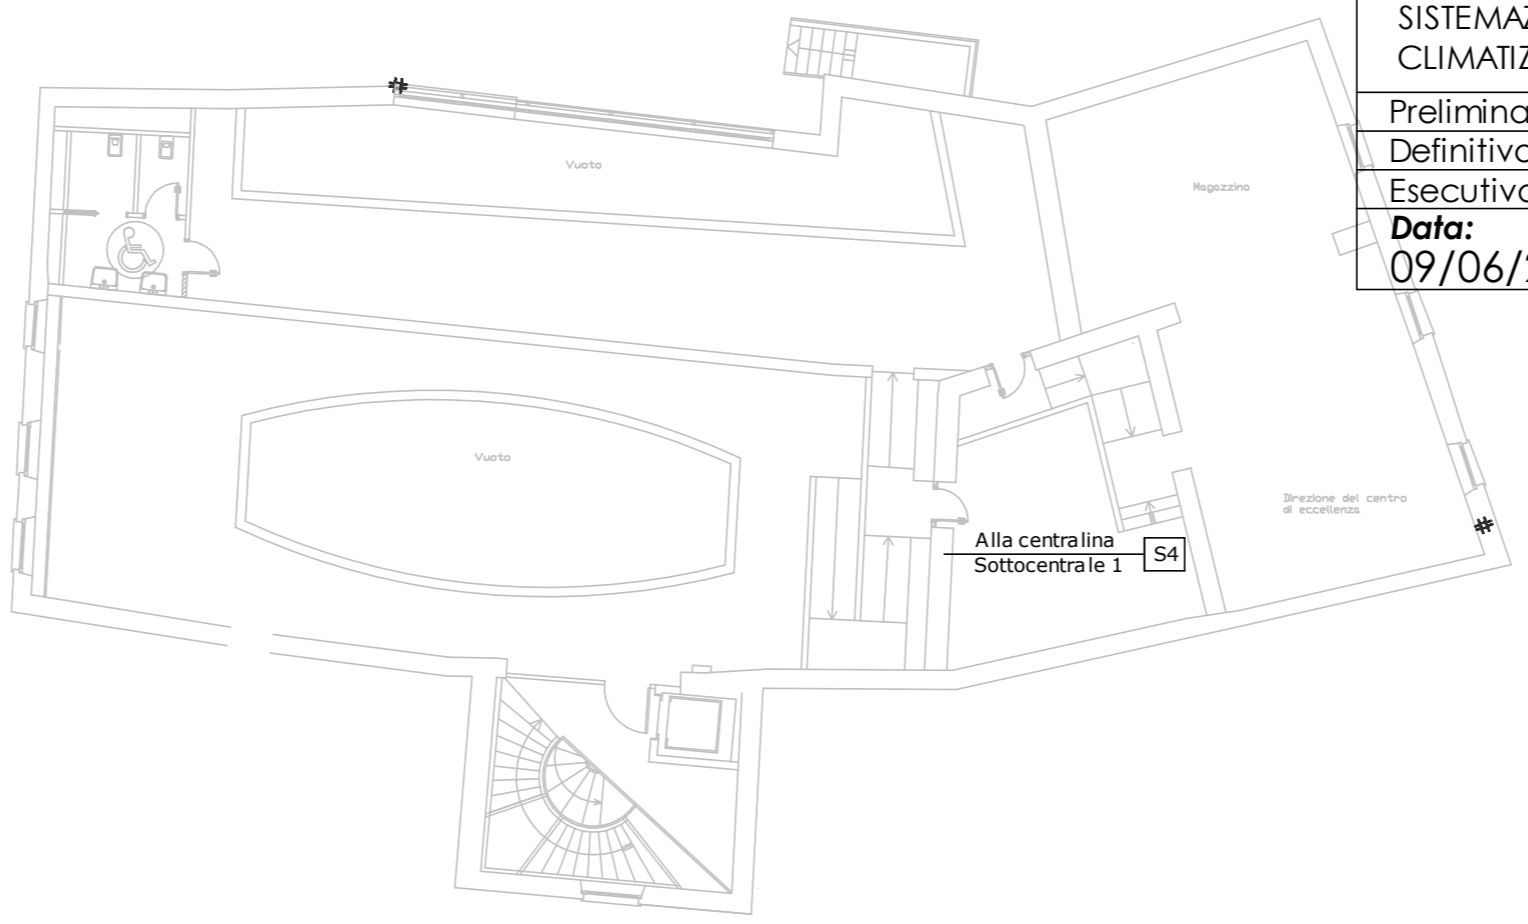 SISTEMAZ
CLIMATIZ
Prelimina
Definitivo
Esecutivo
Data:
09/06/2
Vuoto
Magazzino
Vuoto
Direzione del centro
di eccellenza
Alla centralina
Sottocentrale 1
S4